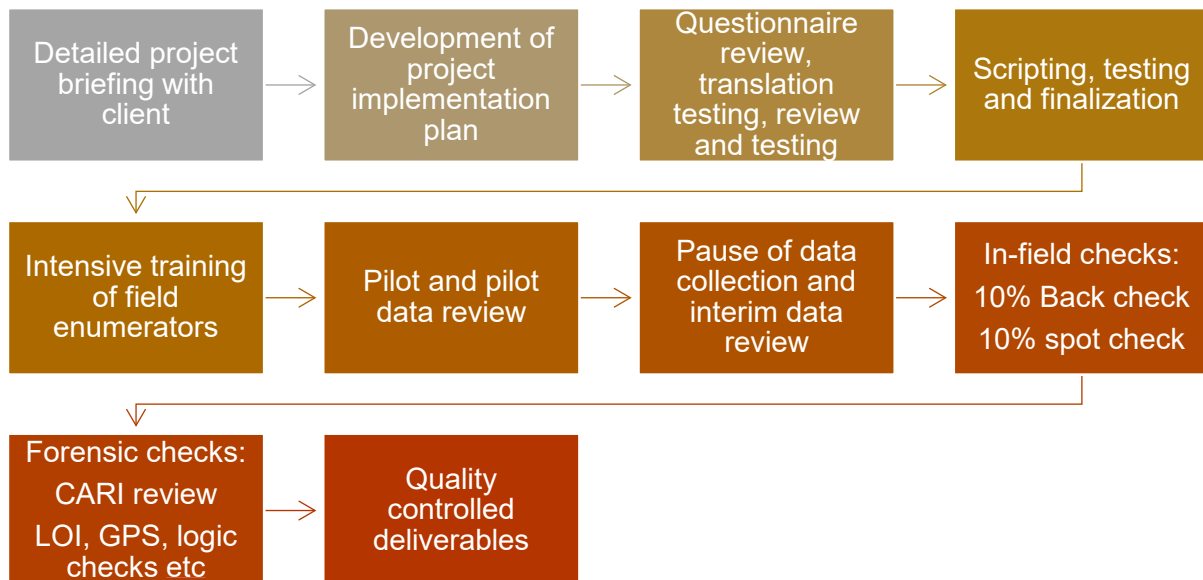 Detailed project
briefing with
client
Development of
project
implementation
plan
Questionnaire
review,
translation
testing, review
and testing
Scripting, testing
and finalization
Intensive training
of field
enumerators
Pilot and pilot
data review
Pause of data
collection and
interim data
review
In-field checks:
10% Back check
10% spot check
Forensic checks:
CARI review
LOI, GPS, logic
checks etc
Quality
controlled
deliverables